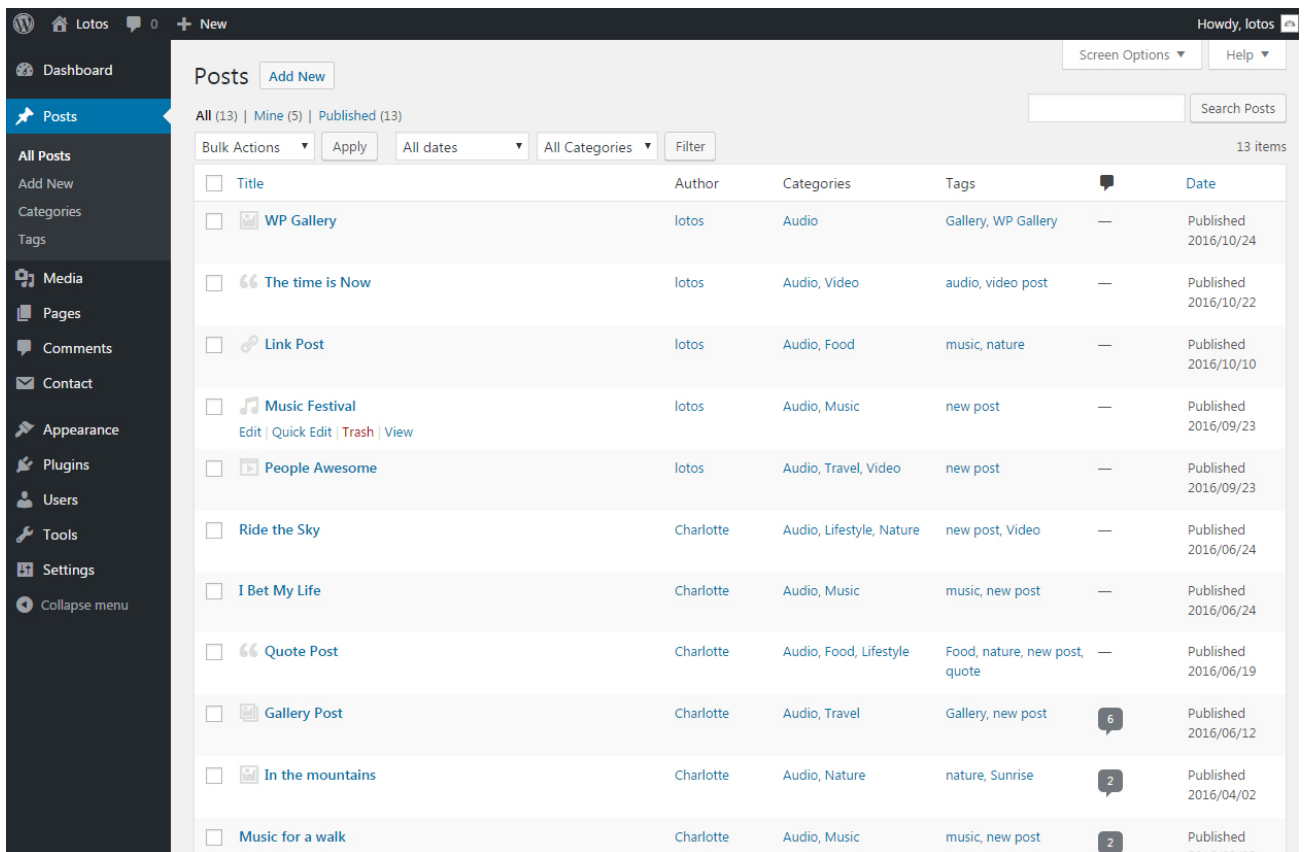 Lotos 0 New Howdy, lotos
Screen Options ▼ Help ▼
Dashboard
Posts
All Posts
Add New
Categories
Tags
Media
Pages
Comments
Contact
Appearance
Plugins
Users
Tools
Settings
Collapse menu
Posts Add New
All (13) | Mine (5) | Published (13)
Search Posts
Bulk Actions ▼ Apply All dates ▼ All Categories ▼ Filter 13 items
Title Author Categories Tags Date
WP Gallery lotos Audio Gallery, WP Gallery — Published
2016/10/24
The time is Now lotos Audio, Video audio, video post — Published
2016/10/22
Link Post lotos Audio, Food music, nature — Published
2016/10/10
Music Festival lotos Audio, Music new post — Published
Edit | Quick Edit | Trash | View 2016/09/23
People Awesome lotos Audio, Travel, Video new post — Published
2016/09/23
Ride the Sky Charlotte Audio, Lifestyle, Nature new post, Video — Published
2016/06/24
I Bet My Life Charlotte Audio, Music music, new post — Published
2016/06/24
Quote Post Charlotte Audio, Food, Lifestyle Food, nature, new post, — Published
quote 2016/06/19
Gallery Post Charlotte Audio, Travel Gallery, new post 6 Published
2016/06/12
In the mountains Charlotte Audio, Nature nature, Sunrise 2 Published
2016/04/02
Music for a walk Charlotte Audio, Music music, new post 2 Published